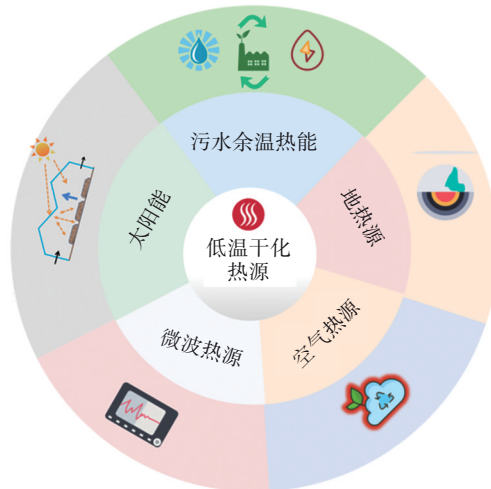 污水余温热能
地热源
空气热源
微波热源
太阳能
低温干化
热源